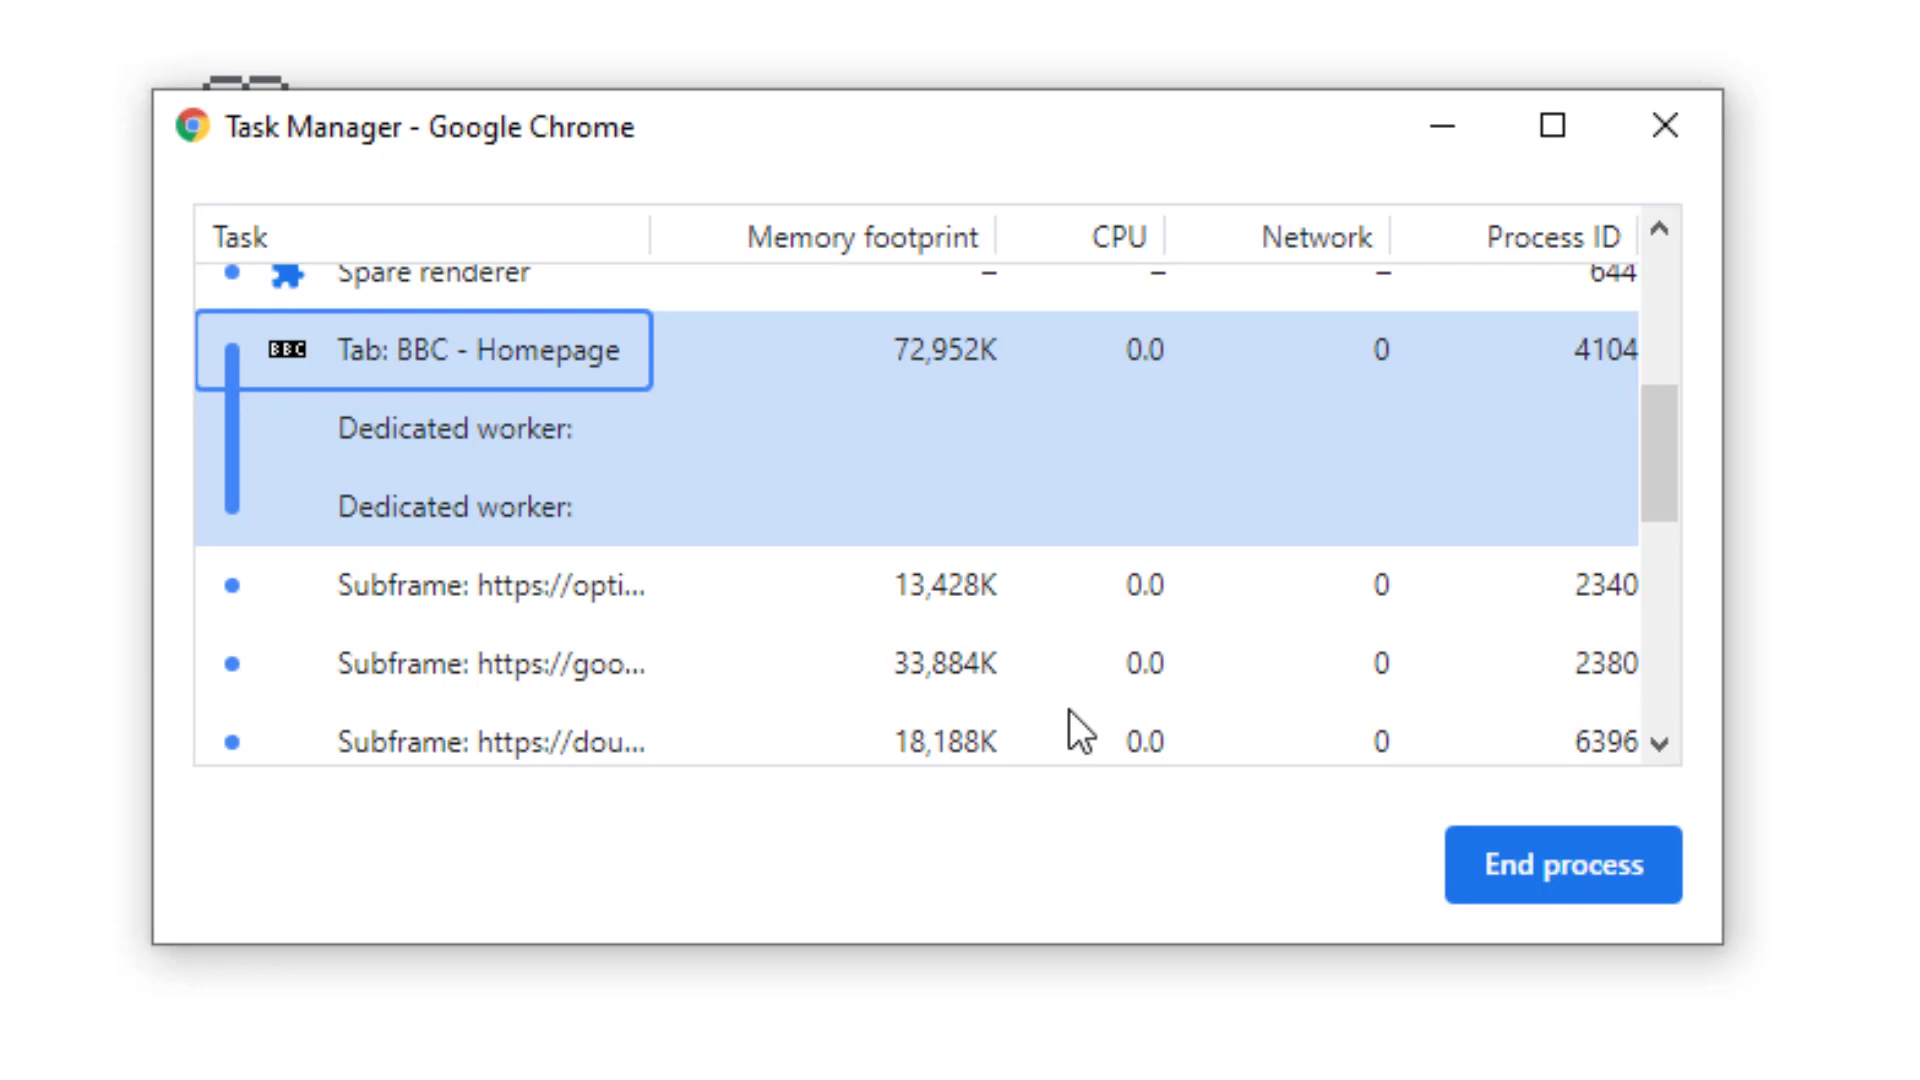 Task Manager - Google Chrome
Task Memory footprint CPU Network Process ID
Spare renderer – – – 644
BBC Tab: BBC - Homepage 72,952K 0.0 0 4104
Dedicated worker:
Dedicated worker:
Subframe: https://opti... 13,428K 0.0 0 2340
Subframe: https://goo... 33,884K 0.0 0 2380
Subframe: https://dou... 18,188K 0.0 0 6396
End process